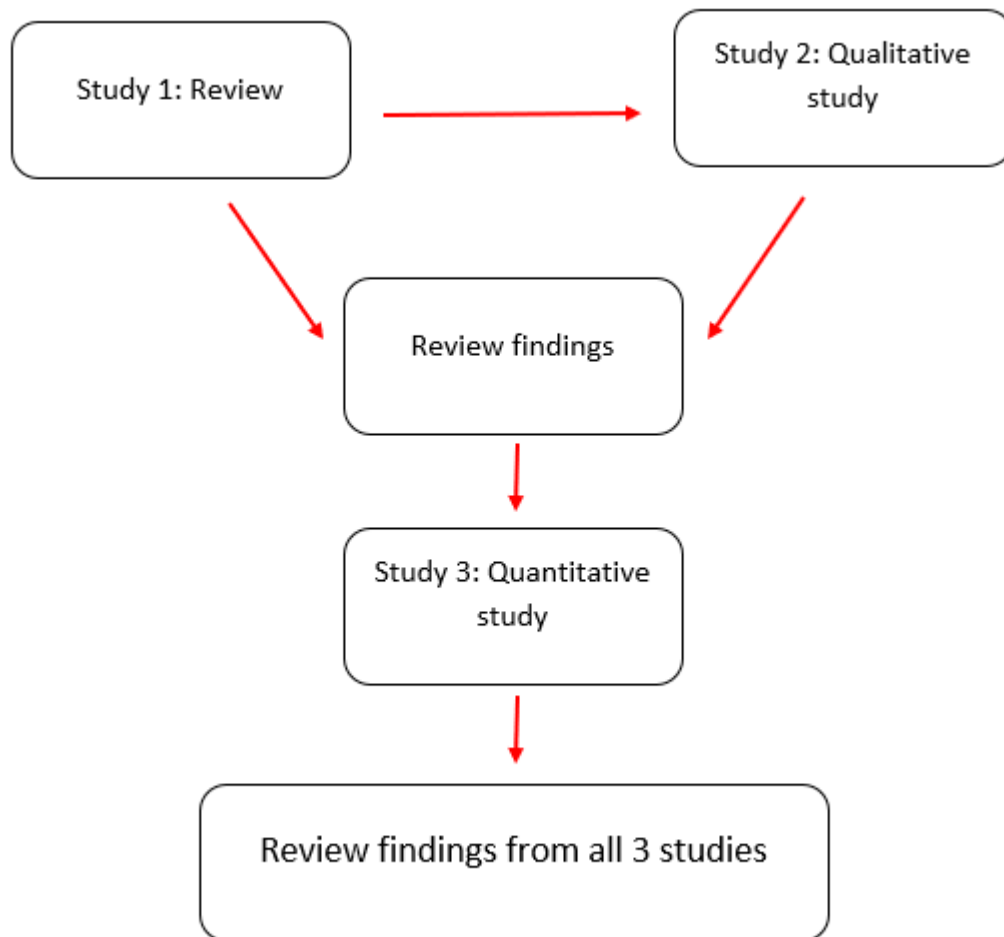 Study 1: Review
Study 2: Qualitative
study
Review findings
Study 3: Quantitative
study
Review findings from all 3 studies